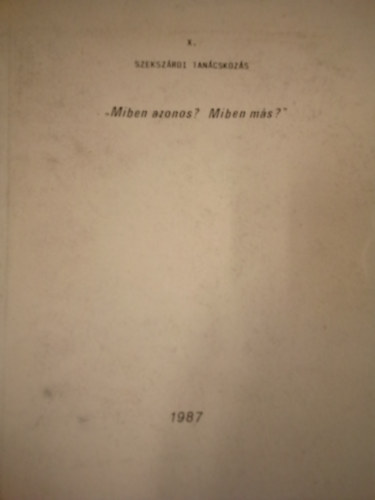 X.
SZEKSZÁRDI TANÁCSKOZÁS
„Miben azonos? Miben más?"
1987